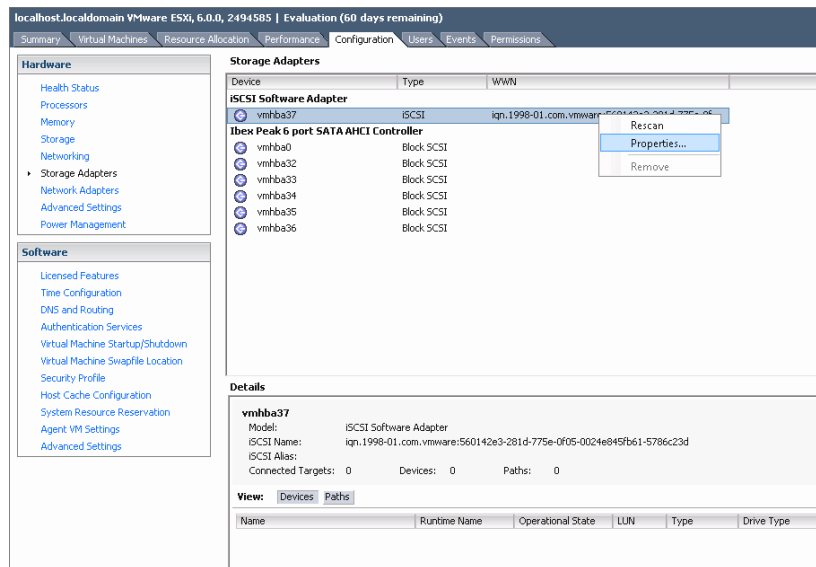 localhost.localdomain VMware ESXi, 6.0.0, 2494585 | Evaluation (60 days remaining)
Summary Virtual Machines Resource Allocation Performance Configuration Users Events Permissions
Hardware
Health Status
Processors
Memory
Storage
Networking
Storage Adapters
Network Adapters
Advanced Settings
Power Management
Software
Licensed Features
Time Configuration
DNS and Routing
Authentication Services
Virtual Machine Startup/Shutdown
Virtual Machine Swapfile Location
Security Profile
Host Cache Configuration
System Resource Reservation
Agent VM Settings
Advanced Settings
Storage Adapters
Device Type WWN
iSCSI Software Adapter
vmhba37 iSCSI iqn.1998-01.com.vmware:
Ibex Peak 6 port SATA AHCI Controller
vmhba0 Block SCSI
vmhba32 Block SCSI
vmhba33 Block SCSI
vmhba34 Block SCSI
vmhba35 Block SCSI
vmhba36 Block SCSI
Rescan
Properties...
Remove
Details
vmhba37
Model: iSCSI Software Adapter
iSCSI Name: iqn.1998-01.com.vmware:560142e3-281d-775e-0f05-0024e845fb61-5786c23d
iSCSI Alias:
Connected Targets: 0 Devices: 0 Paths: 0
View: Devices Paths
Name Runtime Name Operational State LUN Type Drive Type